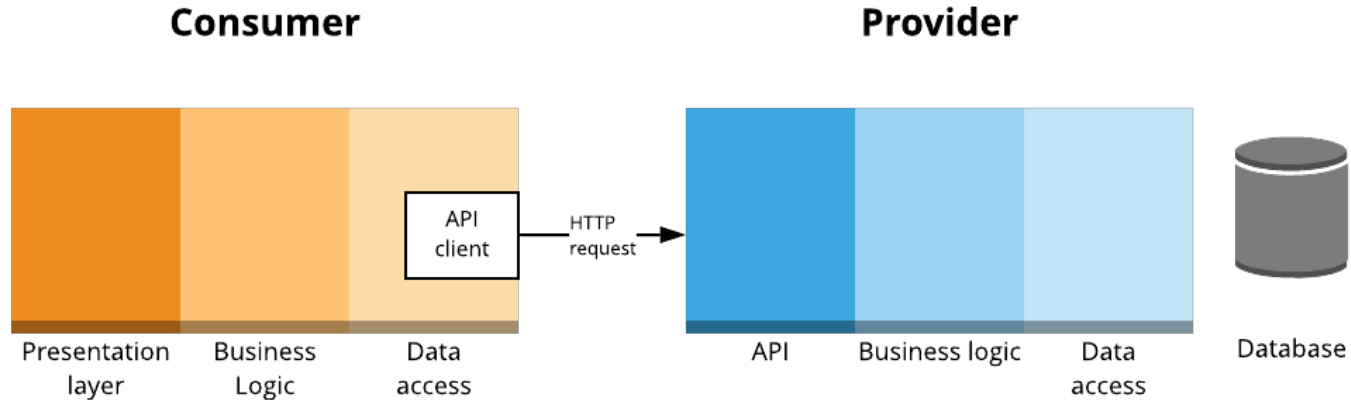 Consumer
Provider
API
client
HTTP
request
Presentation
layer
Business
Logic
Data
access
API
Business logic
Data
access
Database